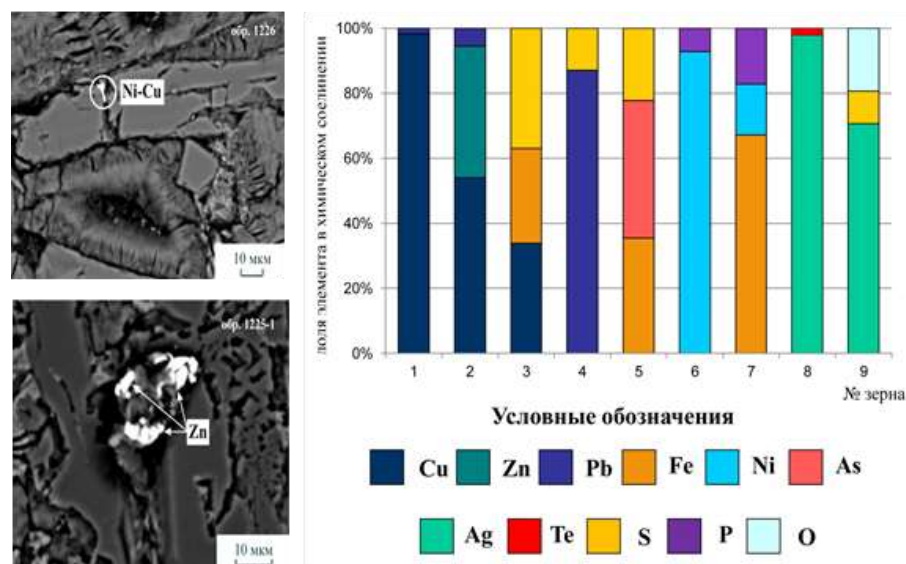 обр. 1226
Ni-Cu
10 мкм
обр. 1225-1
Zn
10 мкм
доля элемента в химическом соединении
100%
80%
60%
40%
20%
0%
1 2 3 4 5 6 7 8 9
№ зерна
Условные обозначения
Cu Zn Pb Fe Ni As
Ag Te S P O